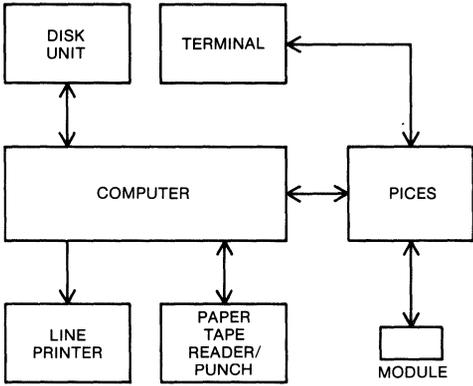 DISK
UNIT
TERMINAL
COMPUTER
PICES
LINE
PRINTER
PAPER
TAPE
READER/
PUNCH
MODULE